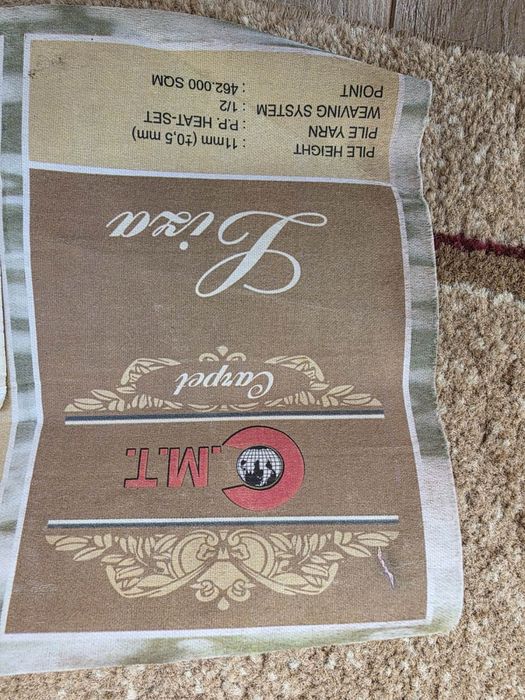 C.M.T.
Carpet
Liza
PILE HEIGHT : 11mm (±0,5 mm)
PILE YARN : P.P. HEAT-SET
WEAVING SYSTEM : 1/2
POINT : 462.000 SQM